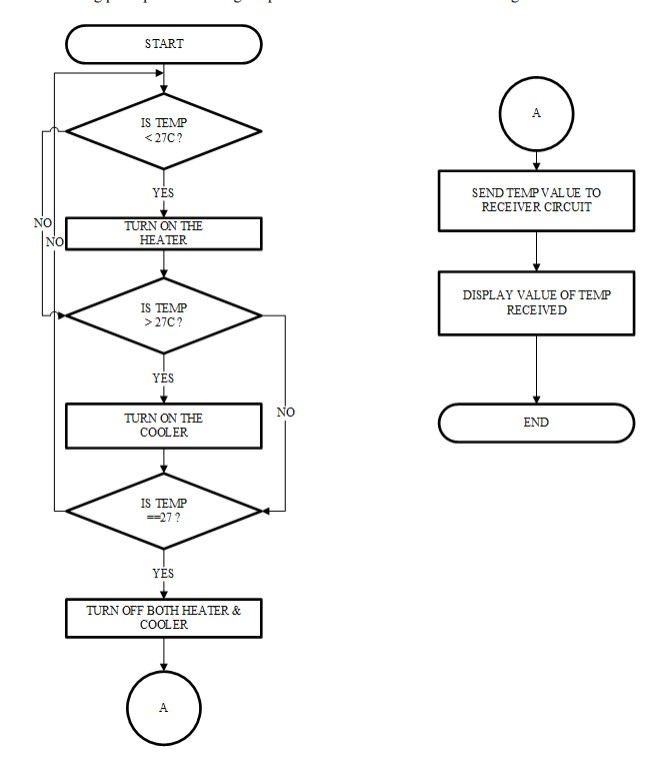 START
IS TEMP
< 27C ?
YES
NO
NO
TURN ON THE
HEATER
IS TEMP
> 27C ?
YES
NO
TURN ON THE
COOLER
IS TEMP
==27 ?
YES
TURN OFF BOTH HEATER &
COOLER
A
A
SEND TEMP VALUE TO
RECEIVER CIRCUIT
DISPLAY VALUE OF TEMP
RECEIVED
END